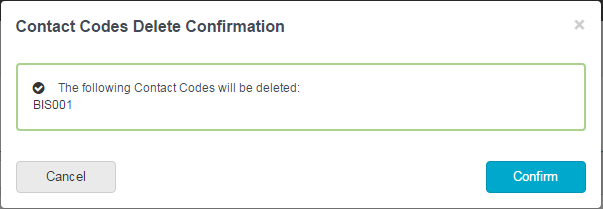 Contact Codes Delete Confirmation
The following Contact Codes will be deleted:
BIS001
Cancel
Confirm